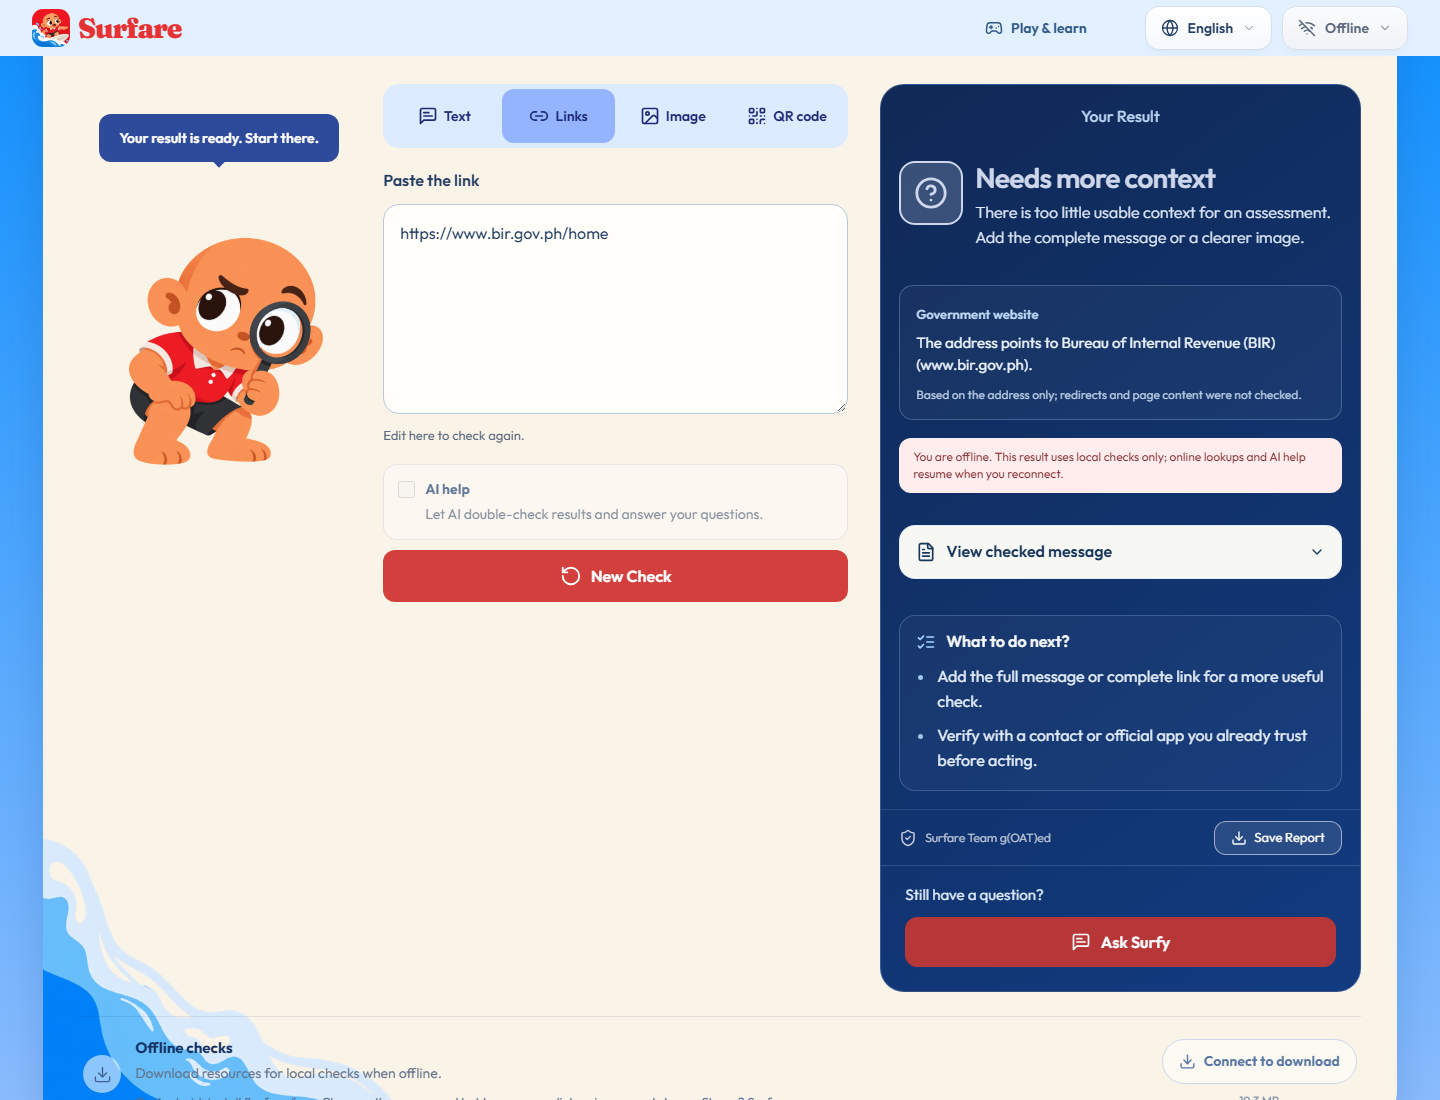 Surfare
Play & learn
English
Offline
Your result is ready. Start there.
Text
Links
Image
QR code
Paste the link
https://www.bir.gov.ph/home
Edit here to check again.
AI help
Let AI double-check results and answer your questions.
New Check
Your Result
Needs more context
There is too little usable context for an assessment.
Add the complete message or a clearer image.
Government website
The address points to Bureau of Internal Revenue (BIR)
(www.bir.gov.ph).
Based on the address only; redirects and page content were not checked.
You are offline. This result uses local checks only; online lookups and AI help
resume when you reconnect.
View checked message
What to do next?
Add the full message or complete link for a more useful
check.
Verify with a contact or official app you already trust
before acting.
Surfare Team g(OAT)ed
Save Report
Still have a question?
Ask Surfy
Offline checks
Download resources for local checks when offline.
Connect to download